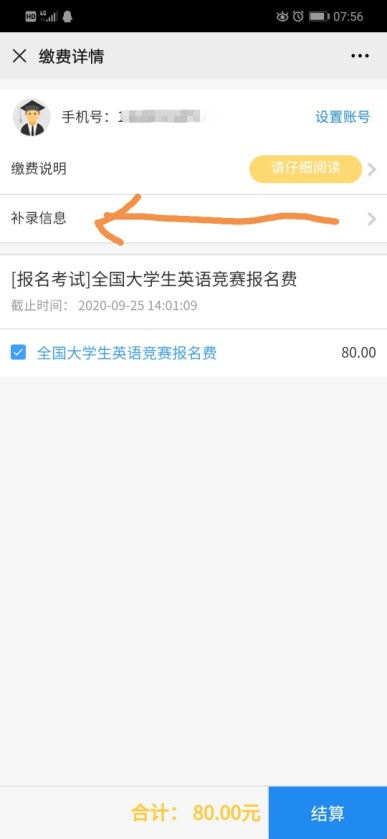 HD 4G 07:56
缴费详情
手机号：1 设置账号
缴费说明 请仔细阅读
补录信息
[报名考试]全国大学生英语竞赛报名费
截止时间： 2020-09-25 14:01:09
全国大学生英语竞赛报名费 80.00
合计： 80.00元 结算